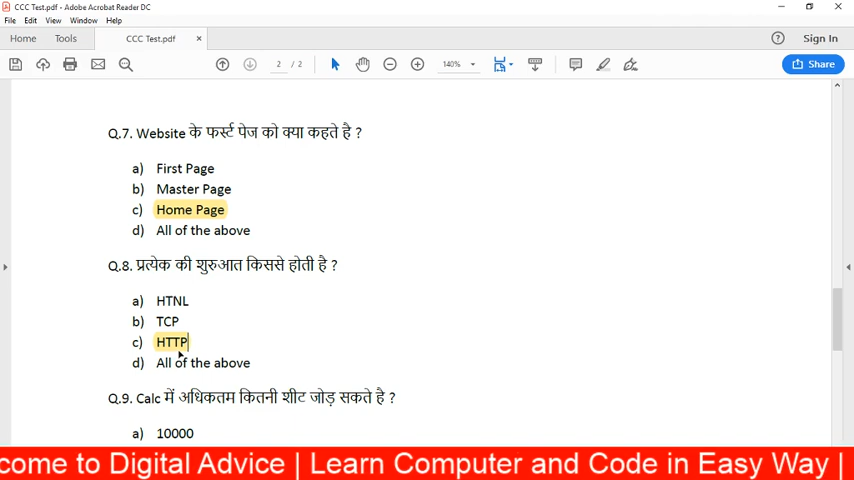 CCC Test.pdf - Adobe Acrobat Reader DC
File Edit View Window Help
Home Tools CCC Test.pdf × ? Sign In
2 / 2 140% Share
Q.7. Website के फर्स्ट पेज को क्या कहते है ?
a) First Page
b) Master Page
c) Home Page
d) All of the above
Q.8. प्रत्येक की शुरुआत किससे होती है ?
a) HTNL
b) TCP
c) HTTP
d) All of the above
Q.9. Calc में अधिकतम कितनी शीट जोड़ सकते है ?
a) 10000
come to Digital Advice | Learn Computer and Code in Easy Way |